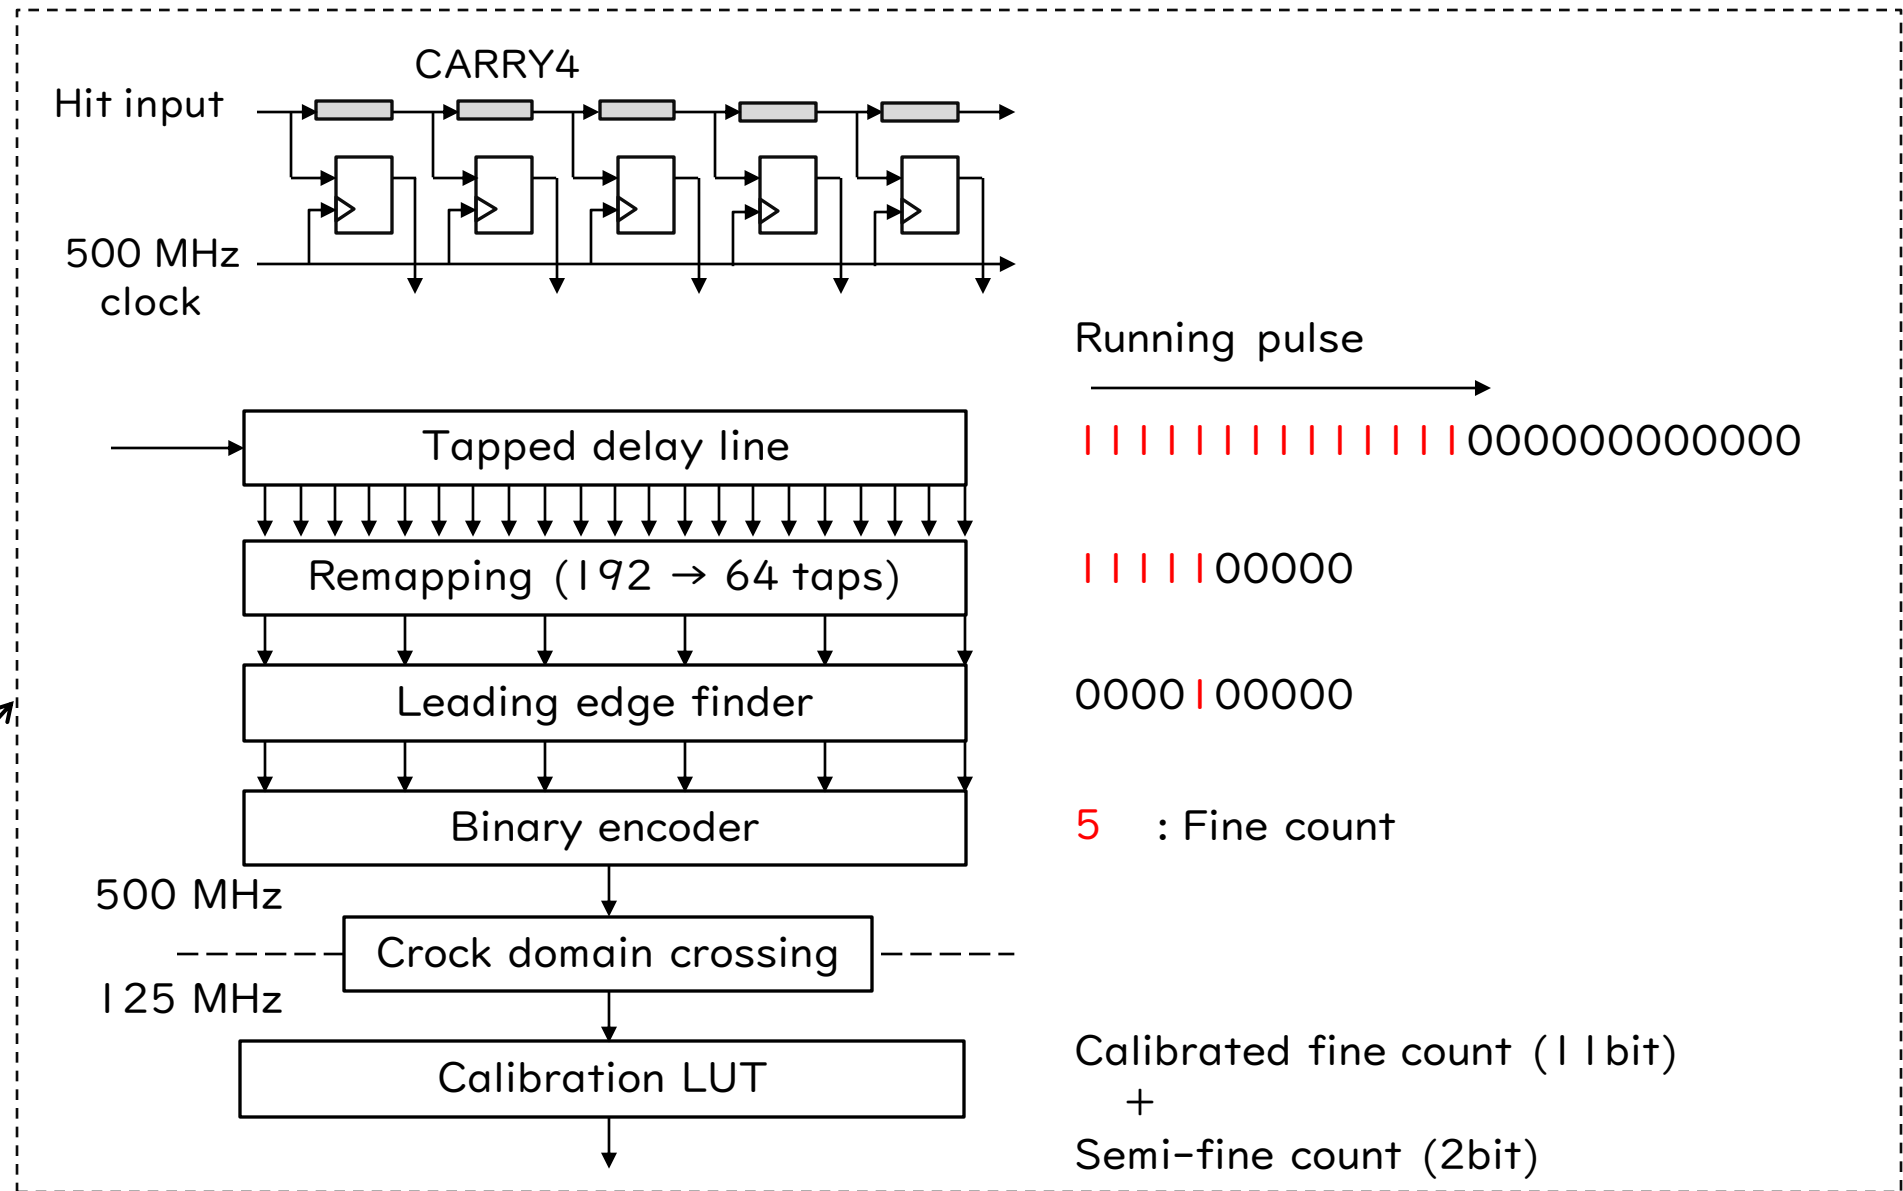 CARRY4
Hit input
500 MHz
clock
Running pulse
Tapped delay line
11111111111111000000000000
Remapping (192 → 64 taps)
1111100000
Leading edge finder
0000100000
Binary encoder
5 : Fine count
500 MHz
Crock domain crossing
125 MHz
Calibration LUT
Calibrated fine count (11bit)
+
Semi-fine count (2bit)